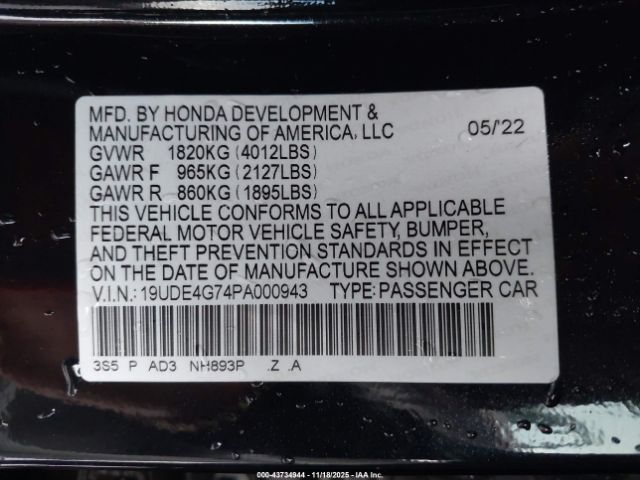 MFD. BY HONDA DEVELOPMENT &
MANUFACTURING OF AMERICA, LLC 05/'22
GVWR 1820KG (4012LBS)
GAWR F 965KG (2127LBS)
GAWR R 860KG (1895LBS)
THIS VEHICLE CONFORMS TO ALL APPLICABLE
FEDERAL MOTOR VEHICLE SAFETY, BUMPER,
AND THEFT PREVENTION STANDARDS IN EFFECT
ON THE DATE OF MANUFACTURE SHOWN ABOVE.
V.I.N.: 19UDE4G74PA000943 TYPE: PASSENGER CAR
3S5 P AD3 NH893P .Z .A
000-43734944 | 11/18/2025 - IAA Inc.